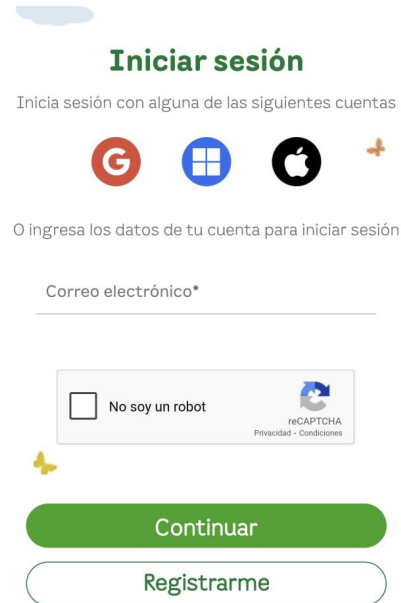 Iniciar sesión
Inicia sesión con alguna de las siguientes cuentas
G
O ingresa los datos de tu cuenta para iniciar sesión
Correo electrónico*
No soy un robot
reCAPTCHA
Privacidad - Condiciones
Continuar
Registrarme